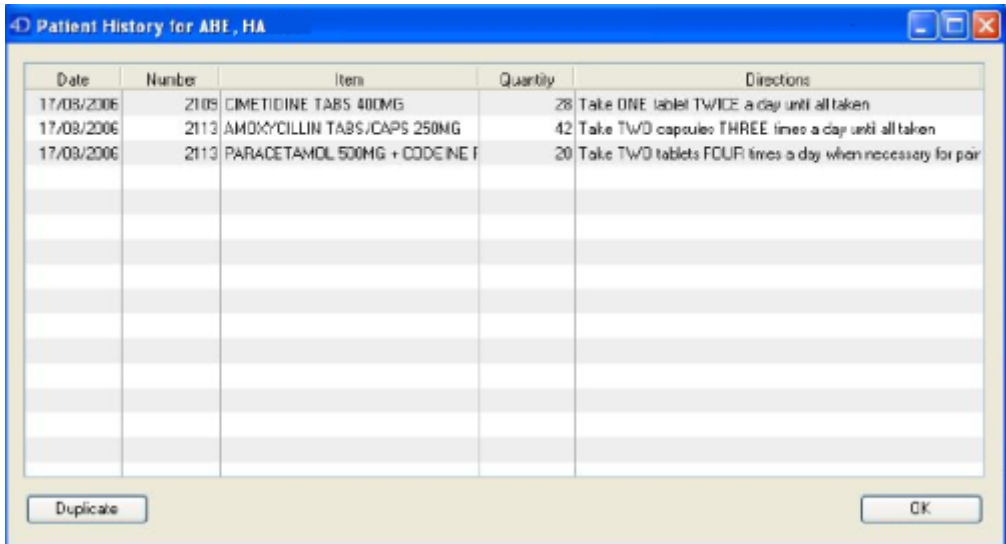 4D Patient History for ABE, HA
Date Number Item Quantity Directions
17/08/2006 2109 CIMETIDINE TABS 400MG 28 Take ONE tablet TWICE a day until all taken
17/08/2006 2113 AMOXYCILLIN TABS/CAPS 250MG 42 Take TWO capsules THREE times a day until all taken
17/08/2006 2113 PARACETAMOL 500MG + CODEINE 20 Take TWO tablets FOUR times a day when necessary for pain
Duplicate OK